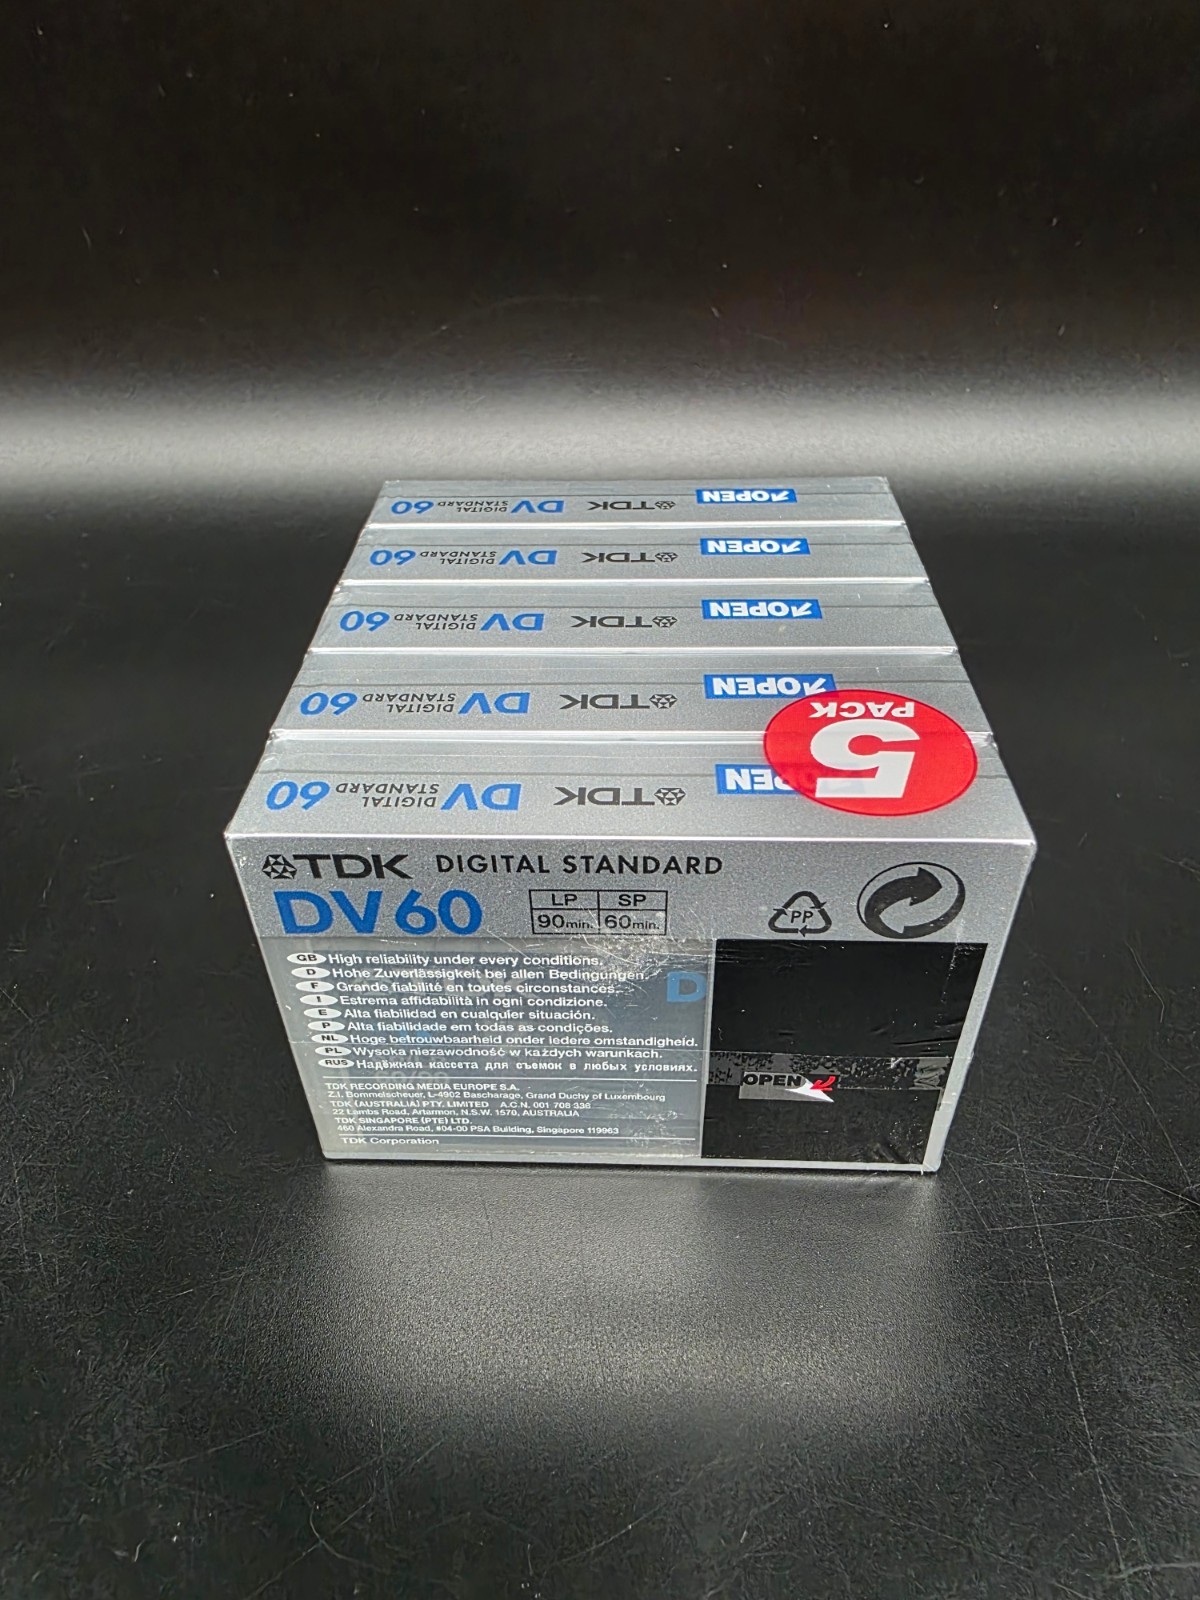 DV DIGITAL STANDARD 60 TDK OPEN
DV DIGITAL STANDARD 60 TDK OPEN
DV DIGITAL STANDARD 60 TDK OPEN
DV DIGITAL STANDARD 60 TDK OPEN
5 PACK
DV DIGITAL STANDARD 60 TDK OPEN
TDK DIGITAL STANDARD
DV60
LP SP
90min. 60min.
PP
GB High reliability under every conditions.
D Hohe Zuverlässigkeit bei allen Bedingungen.
F Grande fiabilité en toutes circonstances.
I Estrema affidabilità in ogni condizione.
E Alta fiabilidad en cualquier situación.
P Alta fiabilidade em todas as condições.
NL Hoge betrouwbaarheid onder iedere omstandigheid.
PL Wysoka niezawodność w każdych warunkach.
RUS Надёжная кассета для съемок в любых условиях.
D
OPEN
TDK RECORDING MEDIA EUROPE S.A.
Z.I. Bommelscheuer, L-4902 Bascharage, Grand Duchy of Luxembourg
TDK (AUSTRALIA) PTY. LIMITED A.C.N. 001 708 336
22 Lambs Road, Artarmon, N.S.W. 1570, AUSTRALIA
TDK SINGAPORE (PTE) LTD.
460 Alexandra Road, #04-00 PSA Building, Singapore 119963
TDK Corporation